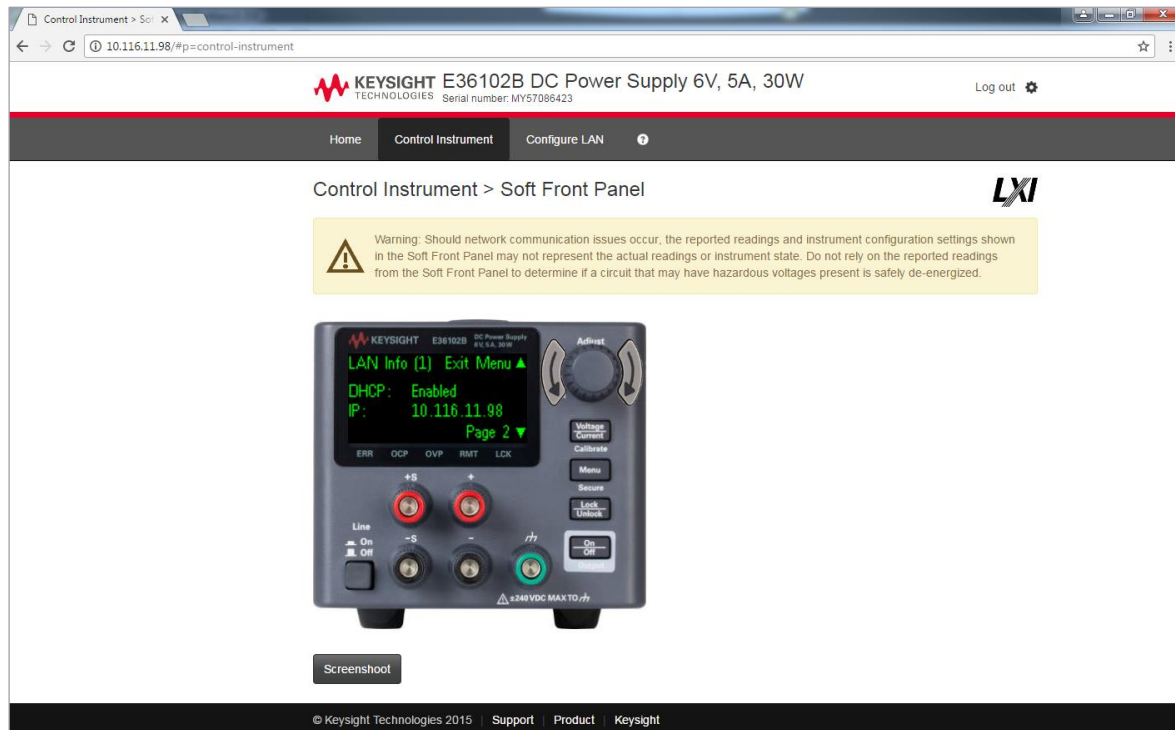 Control Instrument > Sof
10.116.11.98/#p=control-instrument
KEYSIGHT
TECHNOLOGIES
E36102B DC Power Supply 6V, 5A, 30W
Serial number: MY57086423
Log out
Home Control Instrument Configure LAN ?
Control Instrument > Soft Front Panel
LXI
Warning: Should network communication issues occur, the reported readings and instrument configuration settings shown
in the Soft Front Panel may not represent the actual readings or instrument state. Do not rely on the reported readings
from the Soft Front Panel to determine if a circuit that may have hazardous voltages present is safely de-energized.
KEYSIGHT E36102B DC Power Supply
6V, 5A, 30W
Adjust
LAN Info (1) Exit Menu ▲
DHCP: Enabled
IP: 10.116.11.98
Page 2 ▼
ERR OCP OVP RMT LCK
Voltage
Current
Calibrate
Menu
Secure
Lock
Unlock
On
Off
Output
+S +
Line
On
Off
-S -
±240 VDC MAX TO
Screenshoot
© Keysight Technologies 2015 | Support | Product | Keysight